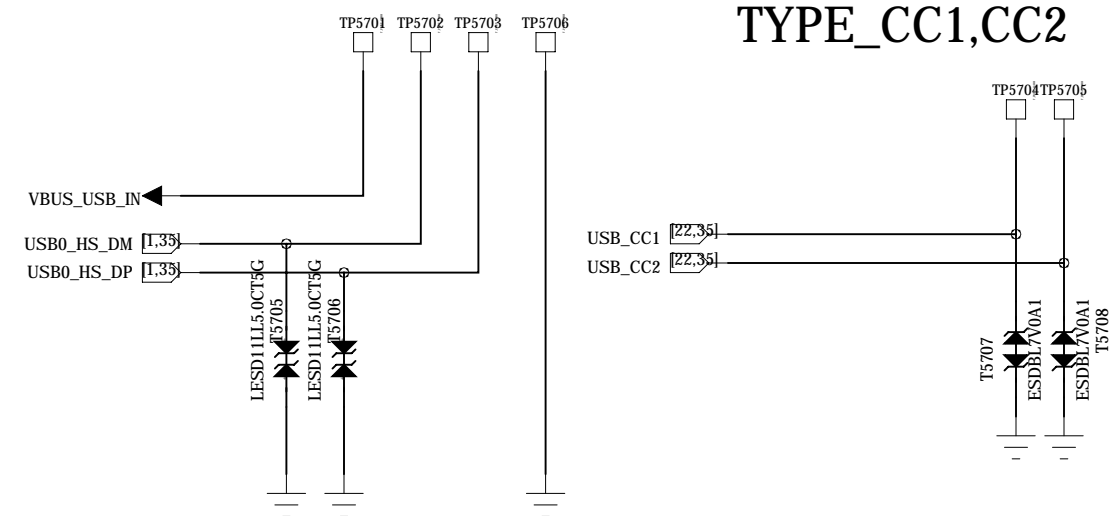 TYPE_CC1,CC2
TP5701 TP5702 TP5703 TP5706
TP5704 TP5705
VBUS_USB_IN
USB0_HS_DM [1,35]
USB0_HS_DP [1,35]
USB_CC1 [22,35]
USB_CC2 [22,35]
LESD11LL5.0CT5G
T5705
LESD11LL5.0CT5G
T5706
T5707
ESDBL7V0A1
ESDBL7V0A1
T5708